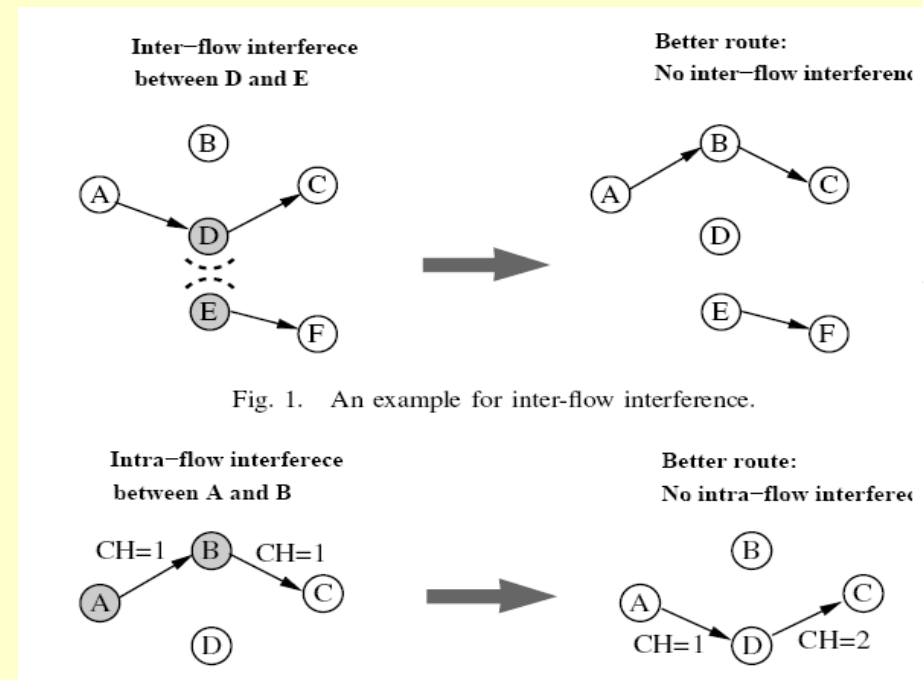 Inter-flow interferece
between D and E
Better route:
No inter-flow interferenc
B
A
C
D
E
F
B
A
C
D
E
F
Fig. 1. An example for inter-flow interference.
Intra-flow interferece
between A and B
Better route:
No intra-flow interferec
CH=1
B
CH=1
A
C
D
B
A
C
CH=1
D
CH=2